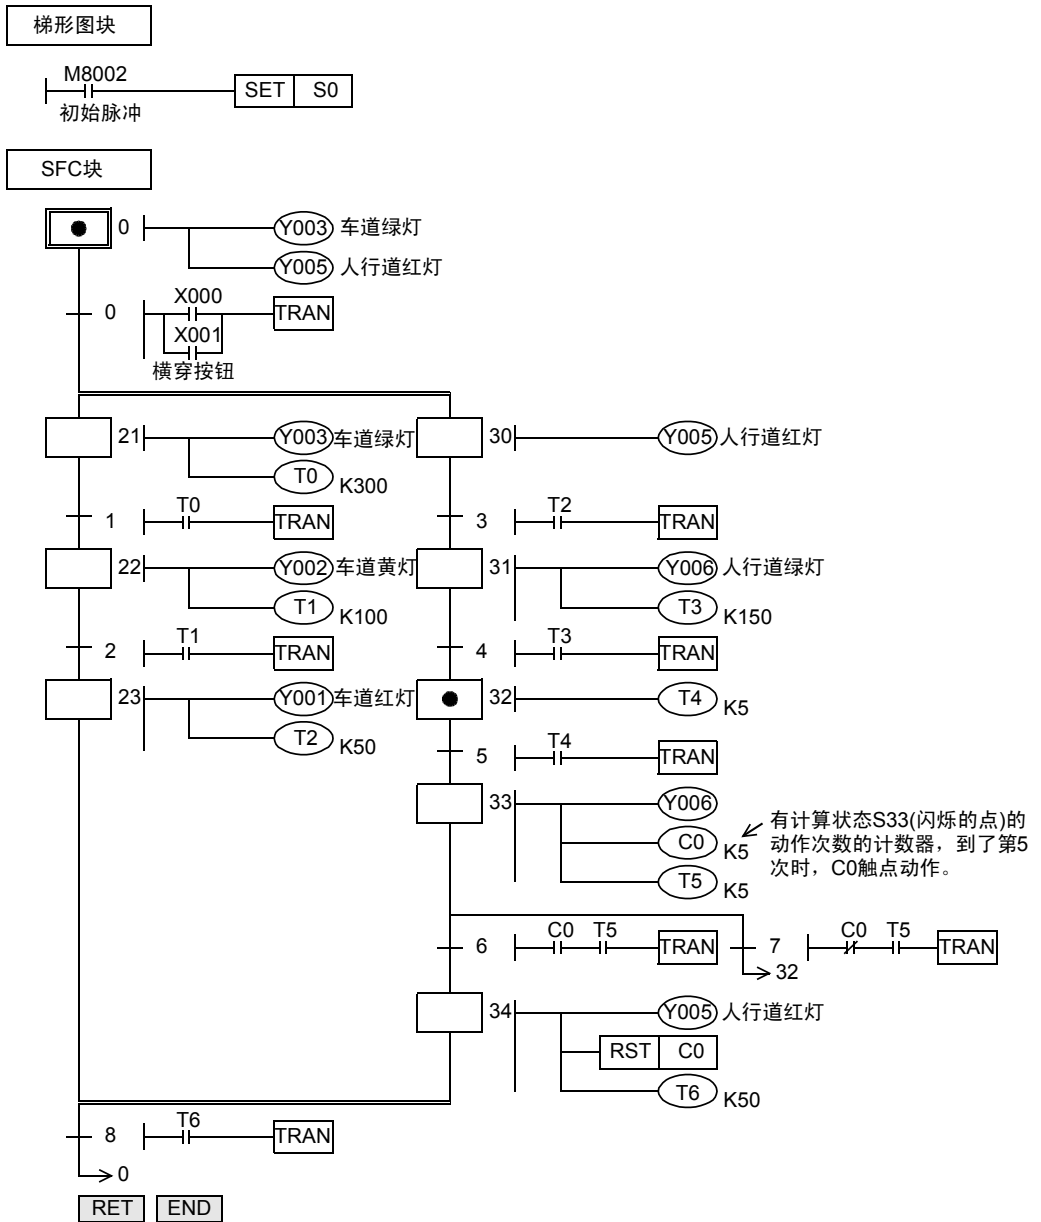 梯形图块
M8002
SET S0
初始脉冲
SFC块
0 Y003 车道绿灯
Y005 人行道红灯
0 X000 TRAN
X001
横穿按钮
21 Y003 车道绿灯 30 Y005 人行道红灯
T0 K300
1 T0 TRAN 3 T2 TRAN
22 Y002 车道黄灯 31 Y006 人行道绿灯
T1 K100 T3 K150
2 T1 TRAN 4 T3 TRAN
23 Y001 车道红灯 32 T4 K5
T2 K50
5 T4 TRAN
33 Y006
C0 K5
T5 K5
有计算状态S33(闪烁的点)的
动作次数的计数器，到了第5
次时，C0触点动作。
6 C0 T5 TRAN 7 C0 T5 TRAN
32
34 Y005 人行道红灯
RST C0
T6 K50
8 T6 TRAN
0
RET END